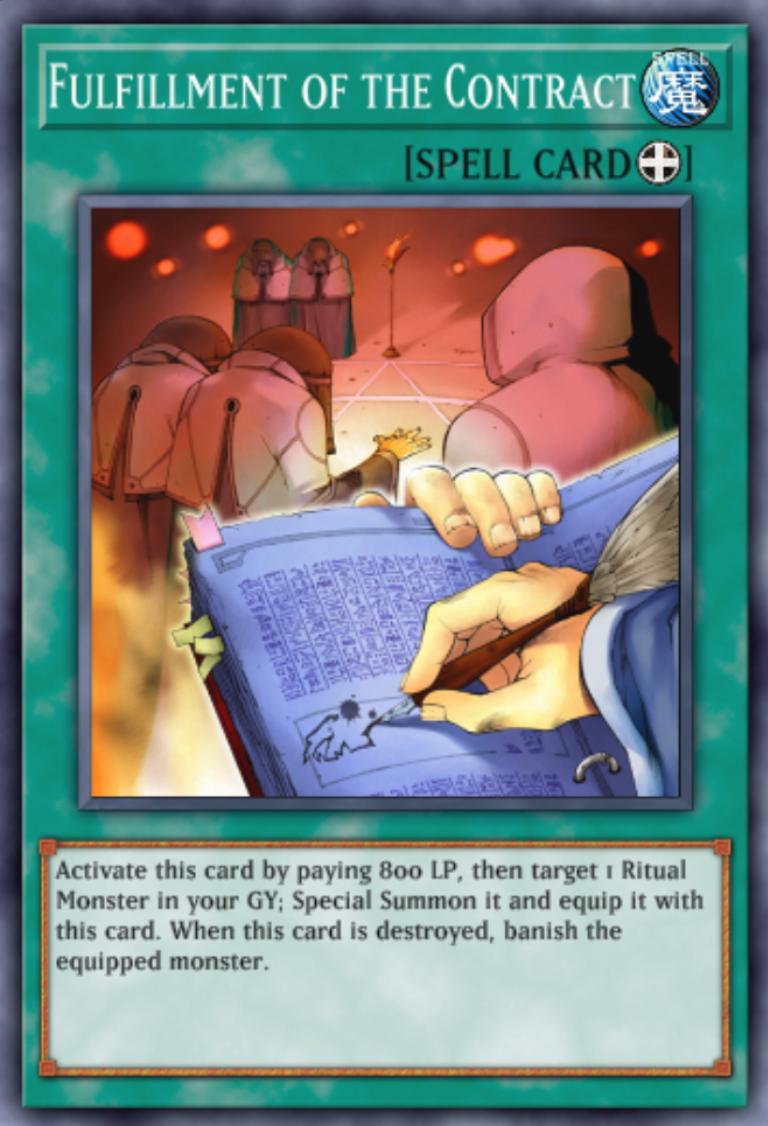 FULFILLMENT OF THE CONTRACT
SPELL
魔
[SPELL CARD]
Activate this card by paying 800 LP, then target 1 Ritual
Monster in your GY; Special Summon it and equip it with
this card. When this card is destroyed, banish the
equipped monster.